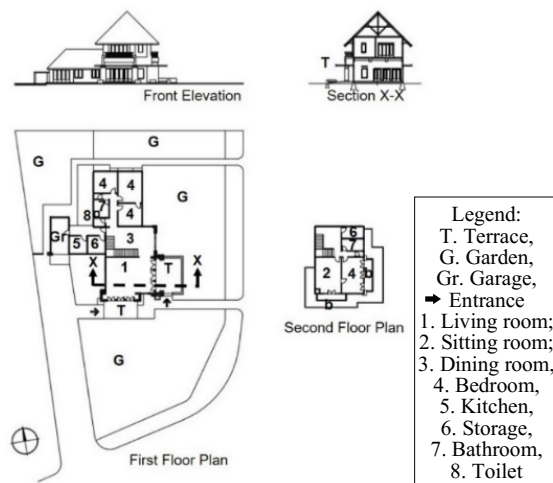 Front Elevation
T
Section X-X
G
G
G
4
4
7
4
8
Gr
5
6
3
X
X
1
T
T
G
First Floor Plan
6
7
2
4
b
b
Second Floor Plan
Legend:
T. Terrace,
G. Garden,
Gr. Garage,
➡ Entrance
1. Living room;
2. Sitting room;
3. Dining room,
4. Bedroom,
5. Kitchen,
6. Storage,
7. Bathroom,
8. Toilet